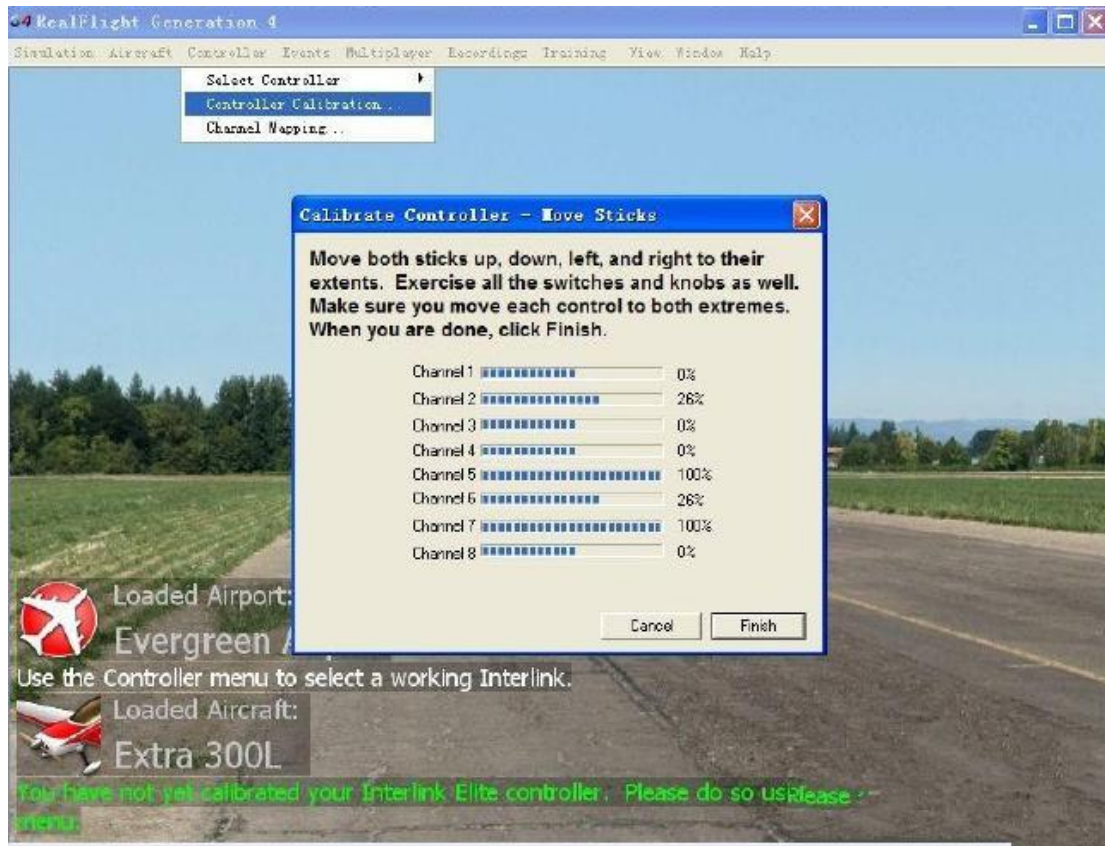 RealFlight Generation 4
Simulation Aircraft Controller Events Multiplayer Recordings Training View Window Help
Select Controller
Controller Calibration...
Channel Mapping...
Calibrate Controller - Move Sticks
Move both sticks up, down, left, and right to their
extents. Exercise all the switches and knobs as well.
Make sure you move each control to both extremes.
When you are done, click Finish.
Channel 1 0%
Channel 2 26%
Channel 3 0%
Channel 4 0%
Channel 5 100%
Channel 6 26%
Channel 7 100%
Channel 8 0%
Cancel Finish
Loaded Airport:
Evergreen
Use the Controller menu to select a working Interlink.
Loaded Aircraft:
Extra 300L
You have not yet calibrated your Interlink Elite controller. Please do so us Please
menu.